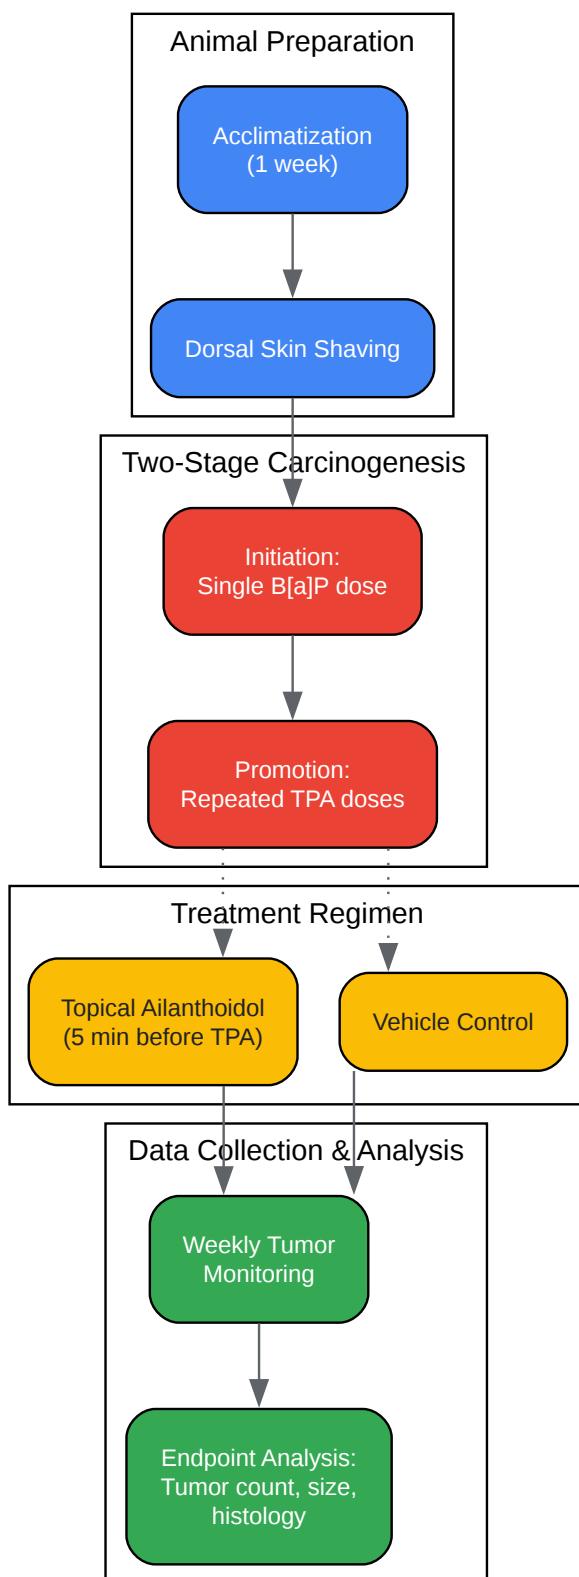 Animal Preparation
Acclimatization
(1 week)
Dorsal Skin Shaving
Two-Stage Carcinogenesis
Initiation:
Single B[a]P dose
Promotion:
Repeated TPA doses
Treatment Regimen
Topical Ailanthoidol
(5 min before TPA)
Vehicle Control
Data Collection & Analysis
Weekly Tumor
Monitoring
Endpoint Analysis:
Tumor count, size,
histology